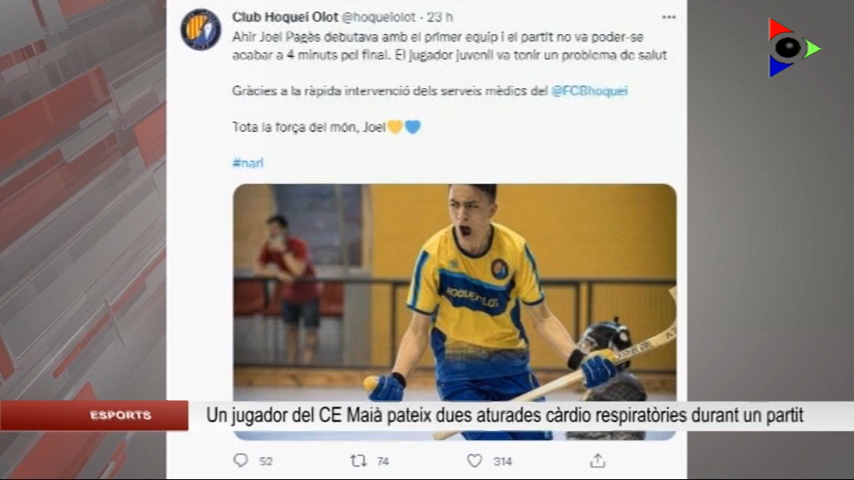 Club Hoquei Olot @hoqueiolot · 23 h
Ahir Joel Pagès debutava amb el primer equip i el partit no va poder-se
acabar a 4 minuts pel final. El jugador juvenil va tenir un problema de salut
Gràcies a la ràpida intervenció dels serveis mèdics del @FCBhoquei
Tota la força del món, Joel💛💙
#narl
HOQUEI OLOT
ESPORTS
Un jugador del CE Maià pateix dues aturades càrdio respiratòries durant un partit
52 74 314